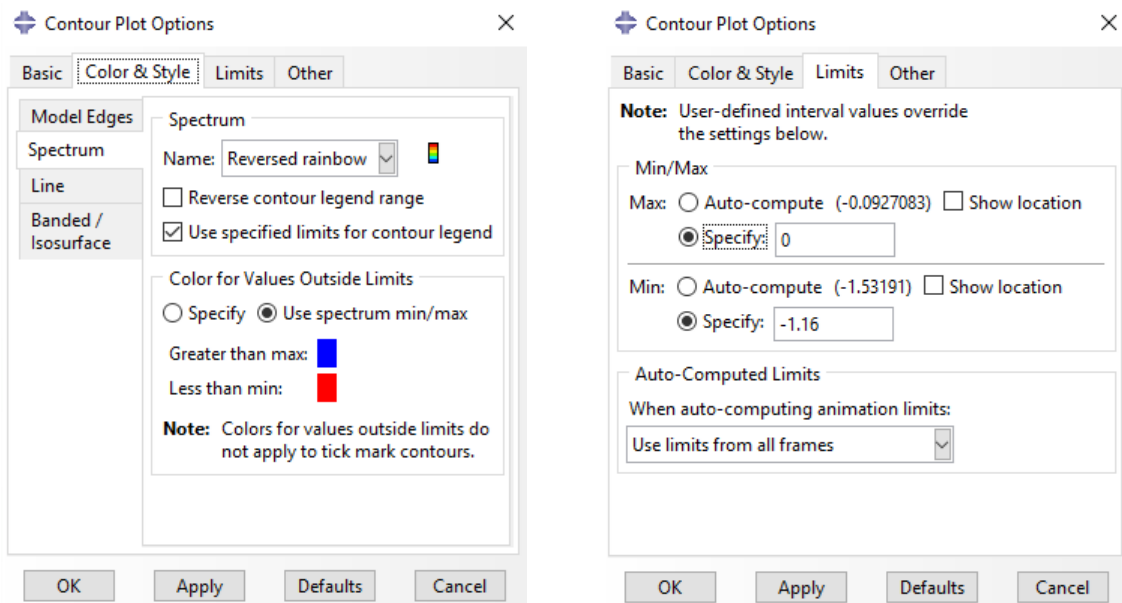 Contour Plot Options
Basic Color & Style Limits Other
Model Edges
Spectrum
Line
Banded /
Isosurface
Spectrum
Name: Reversed rainbow
Reverse contour legend range
Use specified limits for contour legend
Color for Values Outside Limits
Specify Use spectrum min/max
Greater than max:
Less than min:
Note: Colors for values outside limits do
not apply to tick mark contours.
OK Apply Defaults Cancel
Contour Plot Options
Basic Color & Style Limits Other
Note: User-defined interval values override
the settings below.
Min/Max
Max: Auto-compute (-0.0927083) Show location
Specify: 0
Min: Auto-compute (-1.53191) Show location
Specify: -1.16
Auto-Computed Limits
When auto-computing animation limits:
Use limits from all frames
OK Apply Defaults Cancel